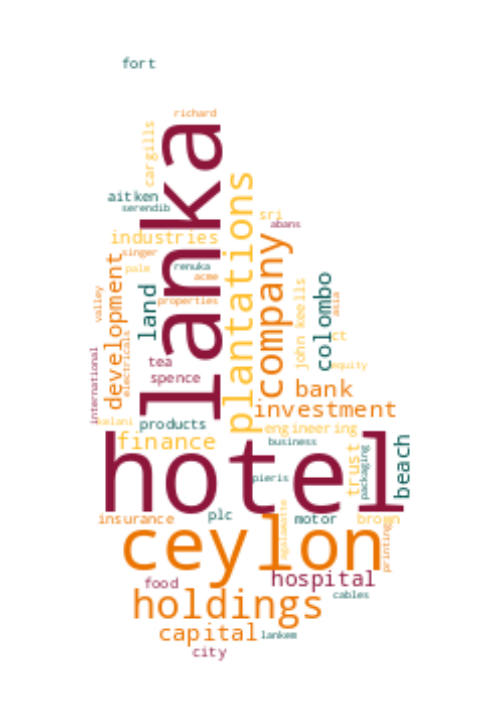 fort
richard
cargills
lanka
aitken
serendib
plantations
sri
abans
industries
company
singer
palm
renuka
acme
development
valley
properties
land
electricals
john keells
colombo
asia
ct
equity
tea
spence
international
bank
investment
kelani
products
engineering
finance
business
hotel
trust
packaging
beach
pieris
insurance
plc
motor
brown
agalawatte
printing
ceylon
hospital
food
cables
holdings
capital
lankem
city